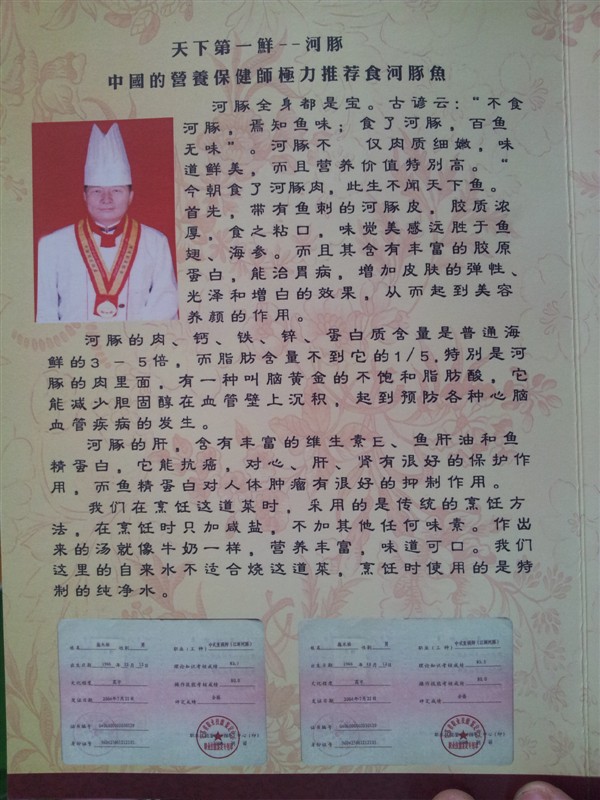 天下第一鮮--河豚
中國的營養保健師極力推荐食河豚魚
河豚全身都是宝。古谚云:"不食
河豚，焉知鱼味；食了河豚，百鱼
无味"。河豚不 仅肉质细嫩，味
道鲜美，而且营养价值特别高。"
今朝食了河豚肉，此生不闻天下鱼。
首先，带有鱼刺的河豚皮，胶质浓
厚，食之粘口，味觉美感远胜于鱼
翅、海参。而且其含有丰富的胶原
蛋白，能治胃病，增加皮肤的弹性、
光泽和增白的效果，从而起到美容
养颜的作用。
河豚的肉、钙、铁、锌、蛋白质含量是普通海
鲜的3-5倍，而脂肪含量不到它的1/5,特别是河
豚的肉里面，有一种叫脑黄金的不饱和脂肪酸，它
能减少胆固醇在血管壁上沉积，起到预防各种心脑
血管疾病的发生。
河豚的肝，含有丰富的维生素E、鱼肝油和鱼
精蛋白，它能抗癌，对心、肝、肾有很好的保护作
用，而鱼精蛋白对人体肿瘤有很好的抑制作用。
我们在烹饪这道菜时，采用的是传统的烹饪方
法，在烹饪时只加咸盐，不加其他任何味素。作出
来的汤就像牛奶一样，营养丰富，味道可口。我们
这里的自来水不适合烧这道菜，烹饪时使用的是特
制的纯净水。